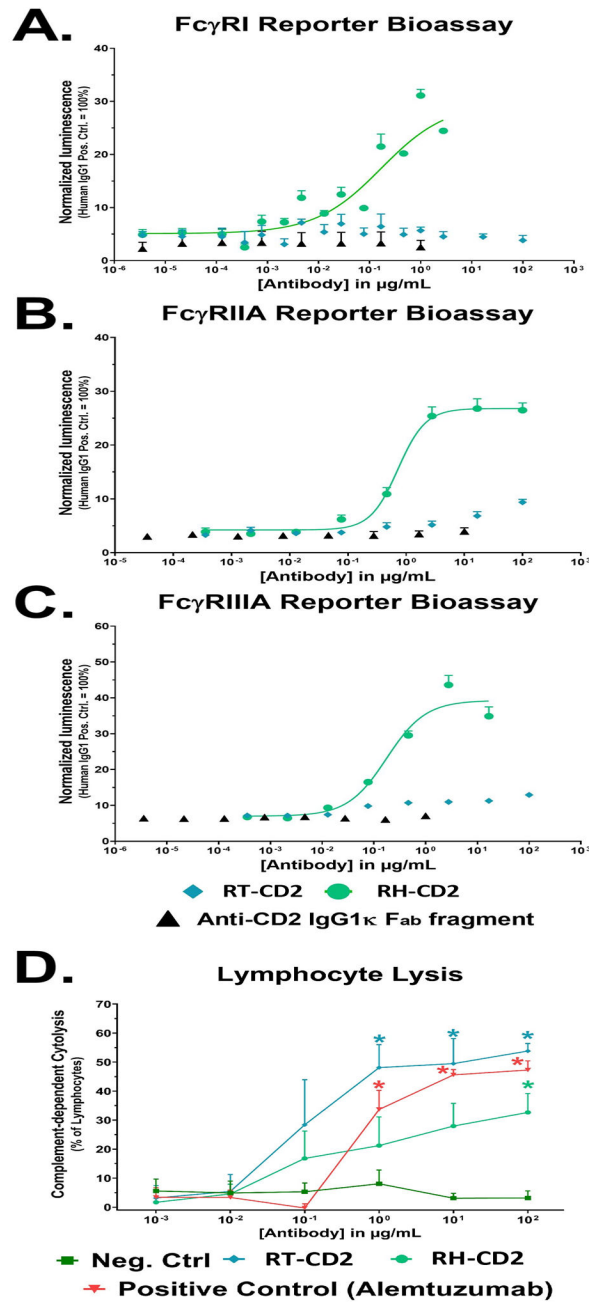 A.
FcγRI Reporter Bioassay
Normalized luminescence
(Human IgG1 Pos. Ctrl. = 100%)
40
30
20
10
0
10-6 10-5 10-4 10-3 10-2 10-1 100 101 102 103
[Antibody] in µg/mL
B.
FcγRIIA Reporter Bioassay
Normalized luminescence
(Human IgG1 Pos. Ctrl. = 100%)
40
30
20
10
0
10-5 10-4 10-3 10-2 10-1 100 101 102 103
[Antibody] in µg/mL
C.
FcγRIIIA Reporter Bioassay
Normalized luminescence
(Human IgG1 Pos. Ctrl. = 100%)
60
50
40
30
20
10
0
10-6 10-5 10-4 10-3 10-2 10-1 100 101 102 103
[Antibody] in µg/mL
RT-CD2 RH-CD2
Anti-CD2 IgG1κ Fab fragment
D.
Lymphocyte Lysis
Complement-dependent Cytolysis
(% of Lymphocytes)
70
60
50
40
30
20
10
0
10-3 10-2 10-1 100 101 102
* * *
* * *
*
[Antibody] in µg/mL
Neg. Ctrl RT-CD2 RH-CD2
Positive Control (Alemtuzumab)